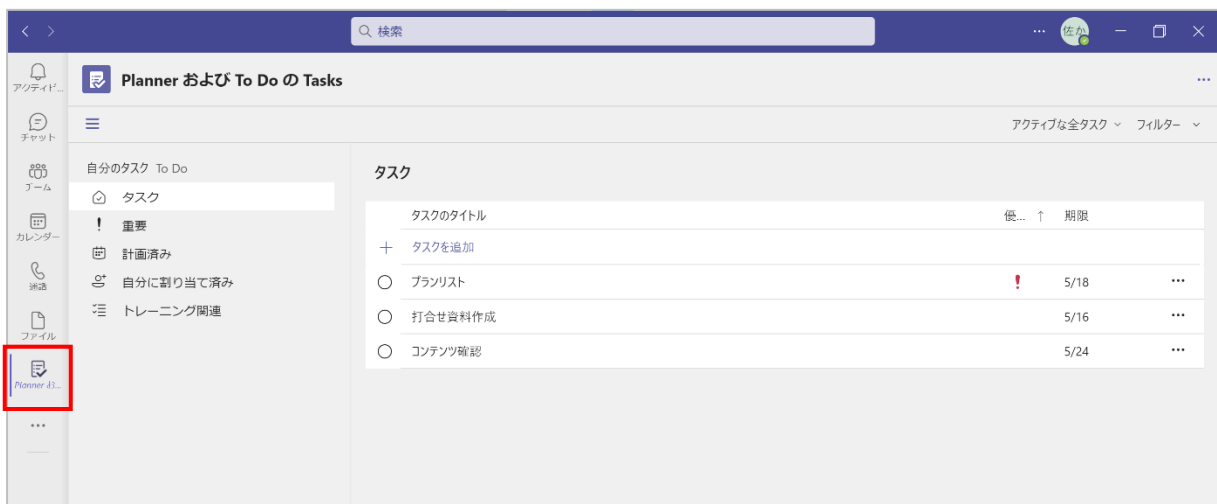 検索
佐か
Planner および To Do の Tasks
アクティビ...
チャット
チーム
カレンダー
通話
ファイル
Planner お...
アクティブな全タスク
フィルター
自分のタスク To Do
タスク
重要
計画済み
自分に割り当て済み
トレーニング関連
タスク
タスクのタイトル 優... ↑ 期限
+ タスクを追加
プランリスト ! 5/18 ...
打合せ資料作成 5/16 ...
コンテンツ確認 5/24 ...